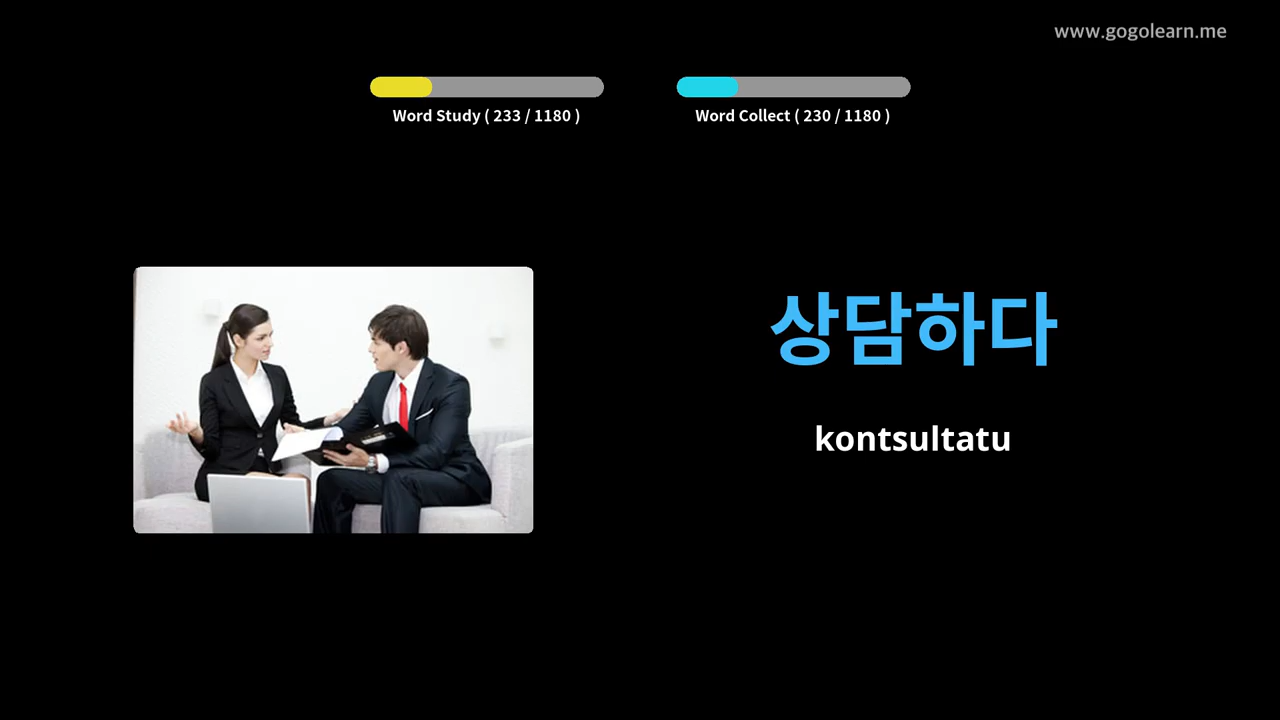 www.gogolearn.me
Word Study ( 233 / 1180 )
Word Collect ( 230 / 1180 )
상담하다
kontsultatu